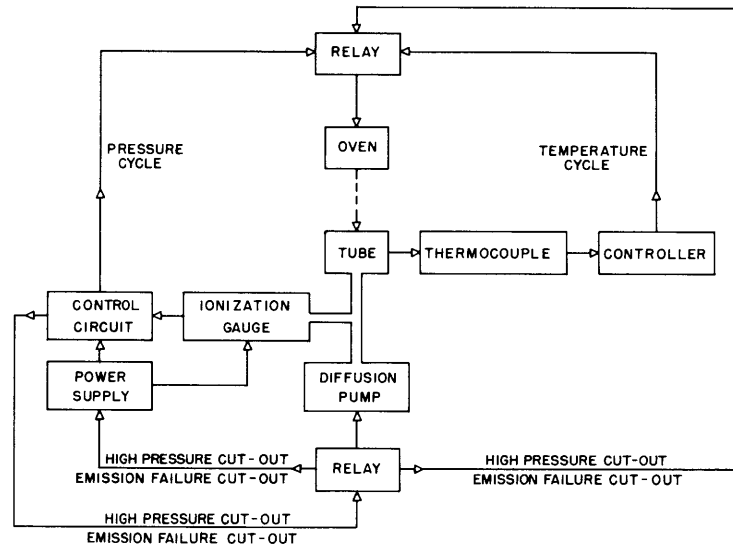 RELAY
PRESSURE
CYCLE
OVEN
TEMPERATURE
CYCLE
TUBE
THERMOCOUPLE
CONTROLLER
CONTROL
CIRCUIT
IONIZATION
GAUGE
POWER
SUPPLY
DIFFUSION
PUMP
HIGH PRESSURE CUT-OUT
EMISSION FAILURE CUT-OUT
RELAY
HIGH PRESSURE CUT-OUT
EMISSION FAILURE CUT-OUT
HIGH PRESSURE CUT-OUT
EMISSION FAILURE CUT-OUT